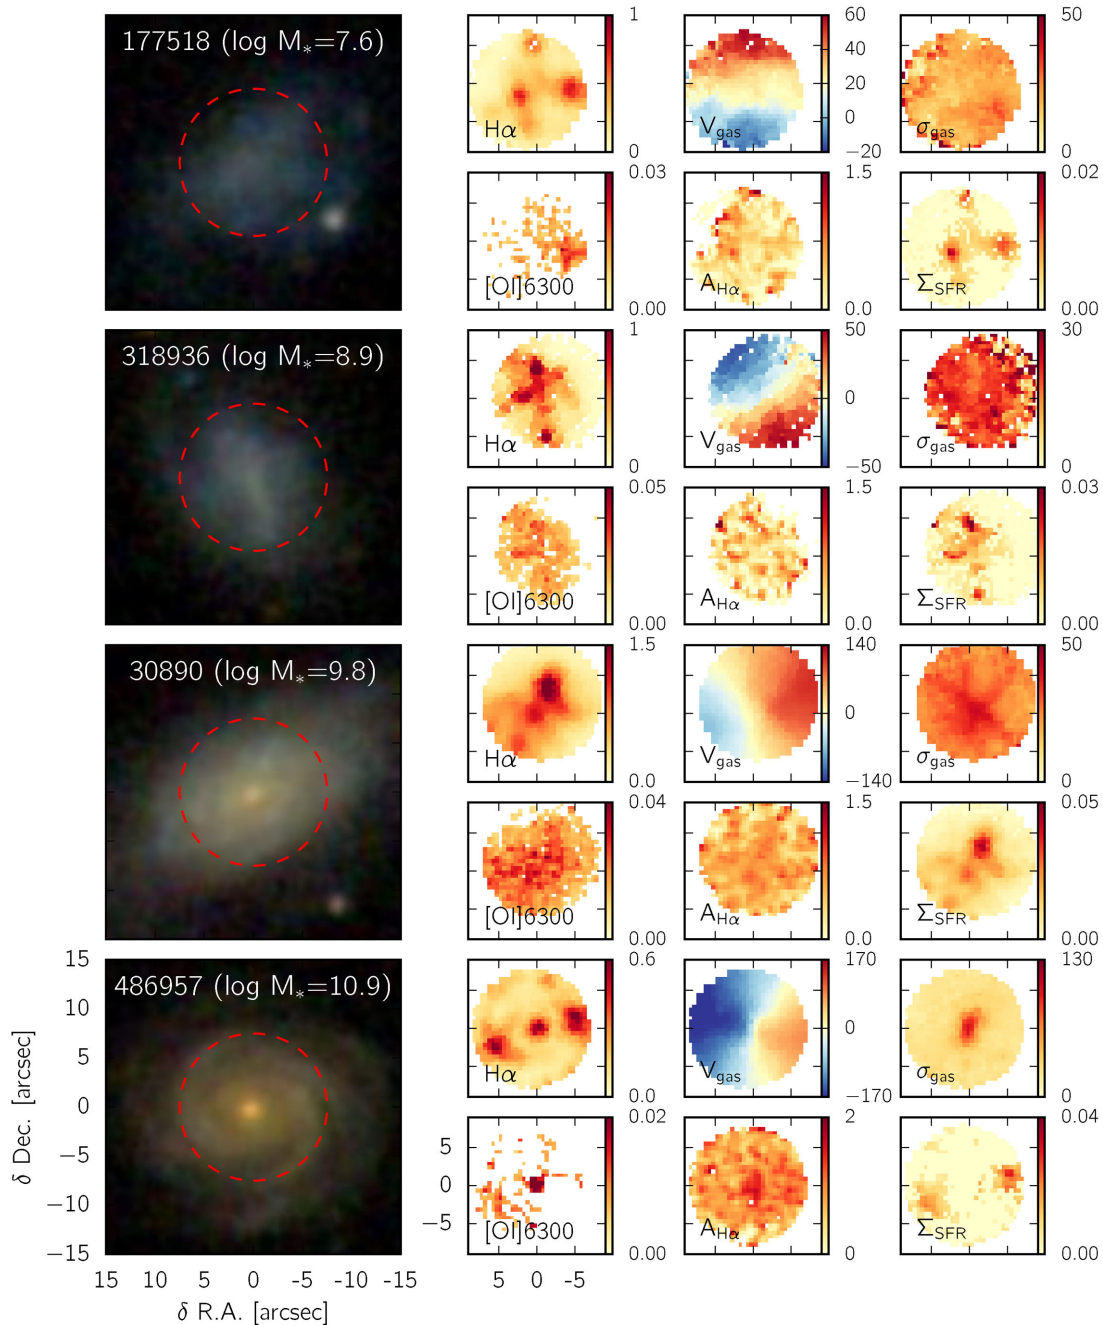 177518 (log M*=7.6)
1
0
Hα
60
50
40
30
20
10
0
−10
−20
Vgas
50
0
σgas
0.03
0.00
[OI]6300
1.5
0.0
AHα
0.02
0.00
ΣSFR
318936 (log M*=8.9)
1
0
Hα
50
0
−50
Vgas
30
0
σgas
0.05
0.00
[OI]6300
1.5
0.0
AHα
0.03
0.00
ΣSFR
30890 (log M*=9.8)
1.5
0.0
Hα
140
0
−140
Vgas
50
0
σgas
0.04
0.00
[OI]6300
1.5
0.0
AHα
0.05
0.00
ΣSFR
486957 (log M*=10.9)
15
10
5
0
−5
−10
−15
δ Dec. [arcsec]
15 10 5 0 -5 -10 -15
δ R.A. [arcsec]
0.6
0.0
Hα
170
0
−170
Vgas
130
0
σgas
5
0
−5
0.02
0.00
[OI]6300
5 0 -5
2
0
AHα
0.04
0.00
ΣSFR